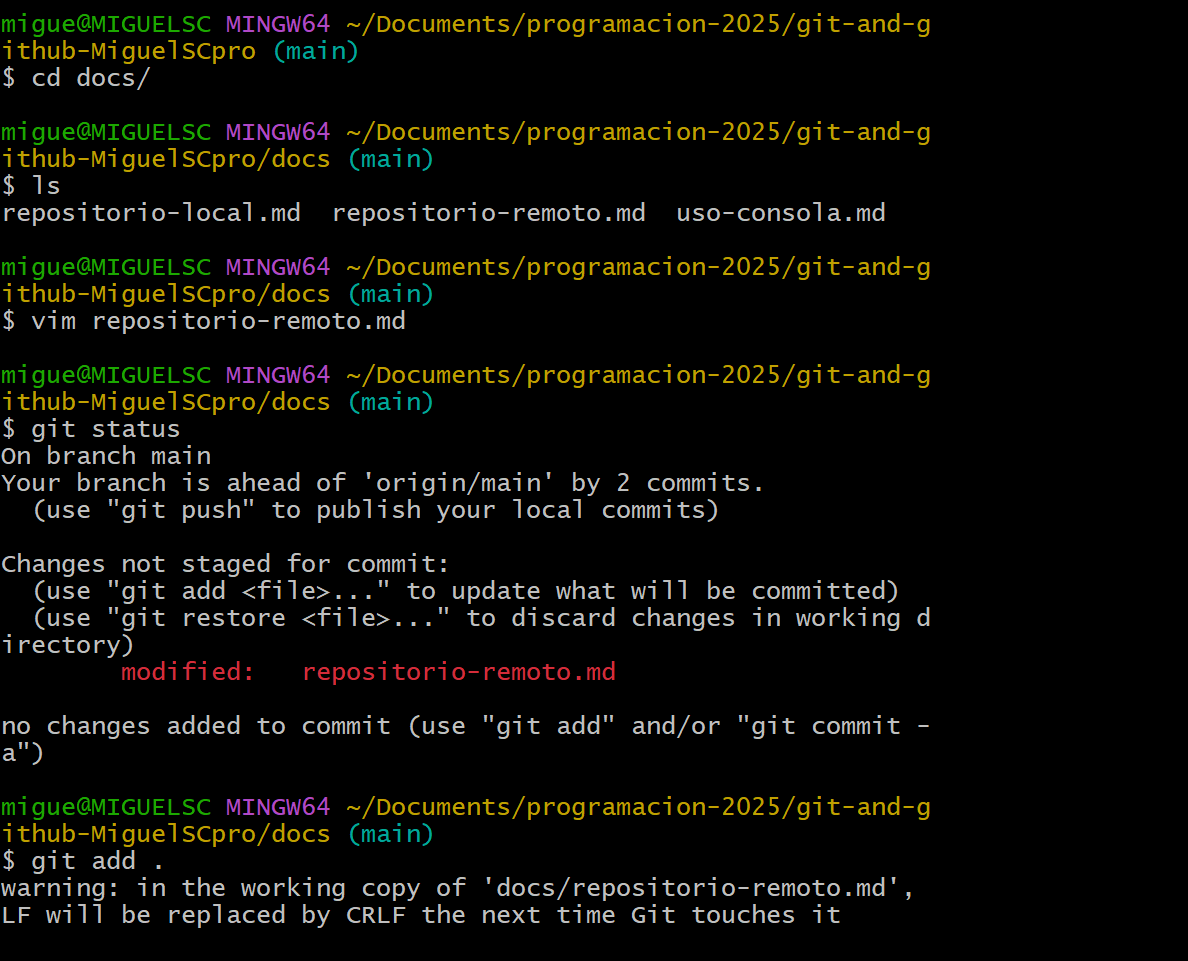 migue@MIGUELSC MINGW64 ~/Documents/programacion-2025/git-and-g
ithub-MiguelSCpro (main)
$ cd docs/
migue@MIGUELSC MINGW64 ~/Documents/programacion-2025/git-and-g
ithub-MiguelSCpro/docs (main)
$ ls
repositorio-local.md  repositorio-remoto.md  uso-consola.md
migue@MIGUELSC MINGW64 ~/Documents/programacion-2025/git-and-g
ithub-MiguelSCpro/docs (main)
$ vim repositorio-remoto.md
migue@MIGUELSC MINGW64 ~/Documents/programacion-2025/git-and-g
ithub-MiguelSCpro/docs (main)
$ git status
On branch main
Your branch is ahead of 'origin/main' by 2 commits.
  (use "git push" to publish your local commits)
Changes not staged for commit:
  (use "git add <file>..." to update what will be committed)
  (use "git restore <file>..." to discard changes in working d
irectory)
        modified:   repositorio-remoto.md
no changes added to commit (use "git add" and/or "git commit -
a")
migue@MIGUELSC MINGW64 ~/Documents/programacion-2025/git-and-g
ithub-MiguelSCpro/docs (main)
$ git add .
warning: in the working copy of 'docs/repositorio-remoto.md',
LF will be replaced by CRLF the next time Git touches it